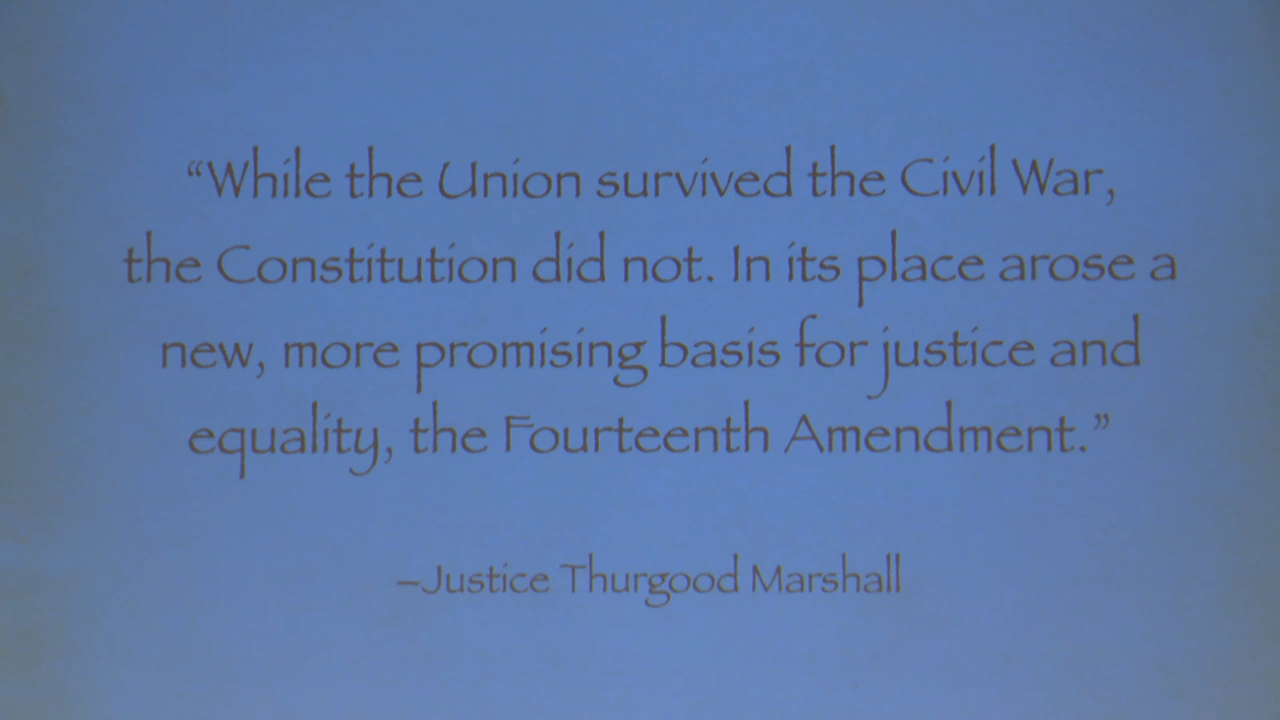 “While the Union survived the Civil War,
the Constitution did not. In its place arose a
new, more promising basis for justice and
equality, the Fourteenth Amendment.”
–Justice Thurgood Marshall